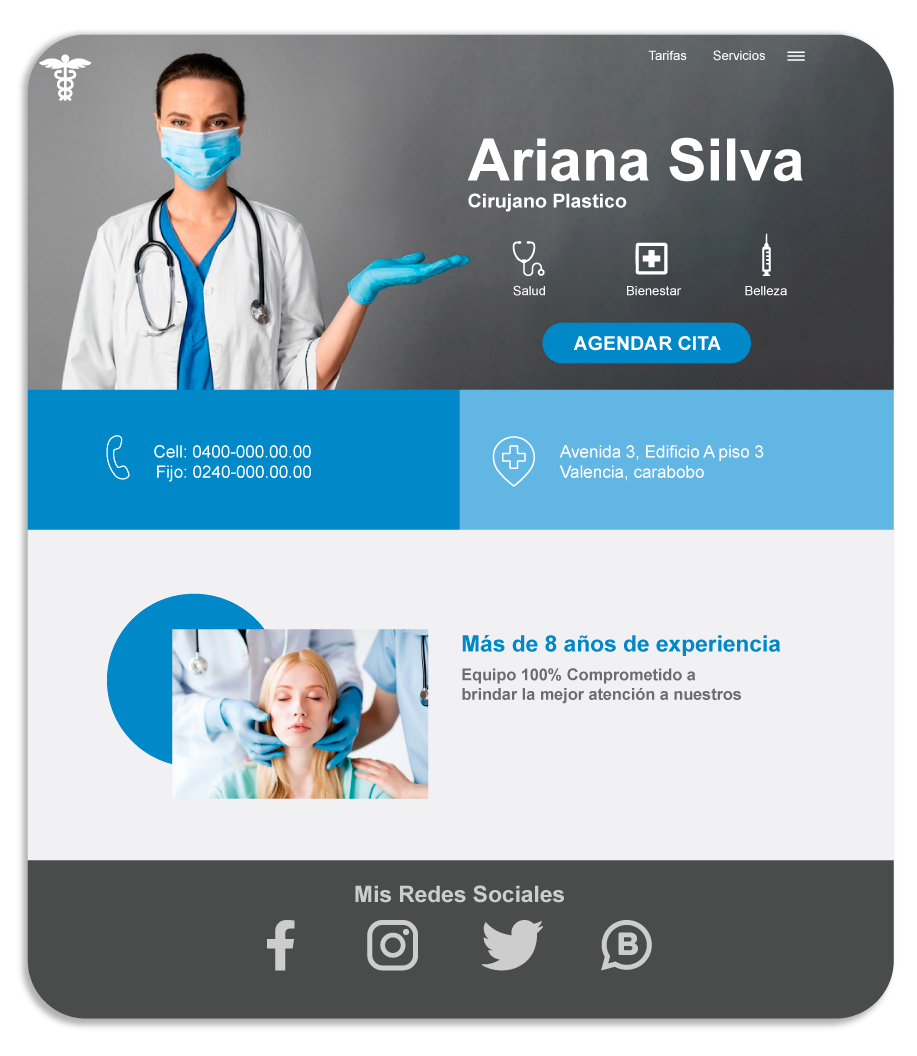 Tarifas
Servicios
Ariana Silva
Cirujano Plastico
Salud
Bienestar
Belleza
AGENDAR CITA
Cell: 0400-000.00.00
Fijo: 0240-000.00.00
Avenida 3, Edificio A piso 3
Valencia, carabobo
Más de 8 años de experiencia
Equipo 100% Comprometido a
brindar la mejor atención a nuestros
Mis Redes Sociales